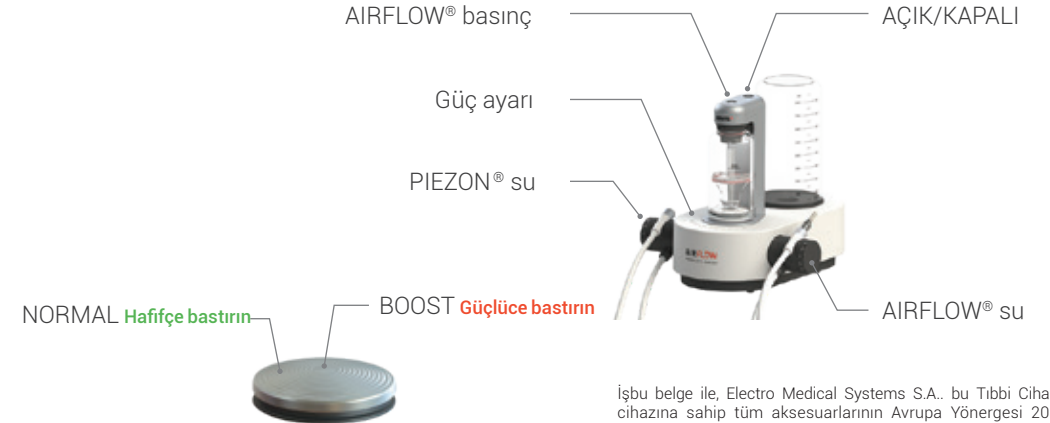 AIRFLOW® basınç
AÇIK/KAPALI
Güç ayarı
PIEZON® su
AIRFLOW
AIRFLOW® su
NORMAL Hafifçe bastırın
BOOST Güçlüce bastırın
İşbu belge ile, Electro Medical Systems S.A.. bu Tıbbi Ciha
cihazına sahip tüm aksesuarlarının Avrupa Yönergesi 20